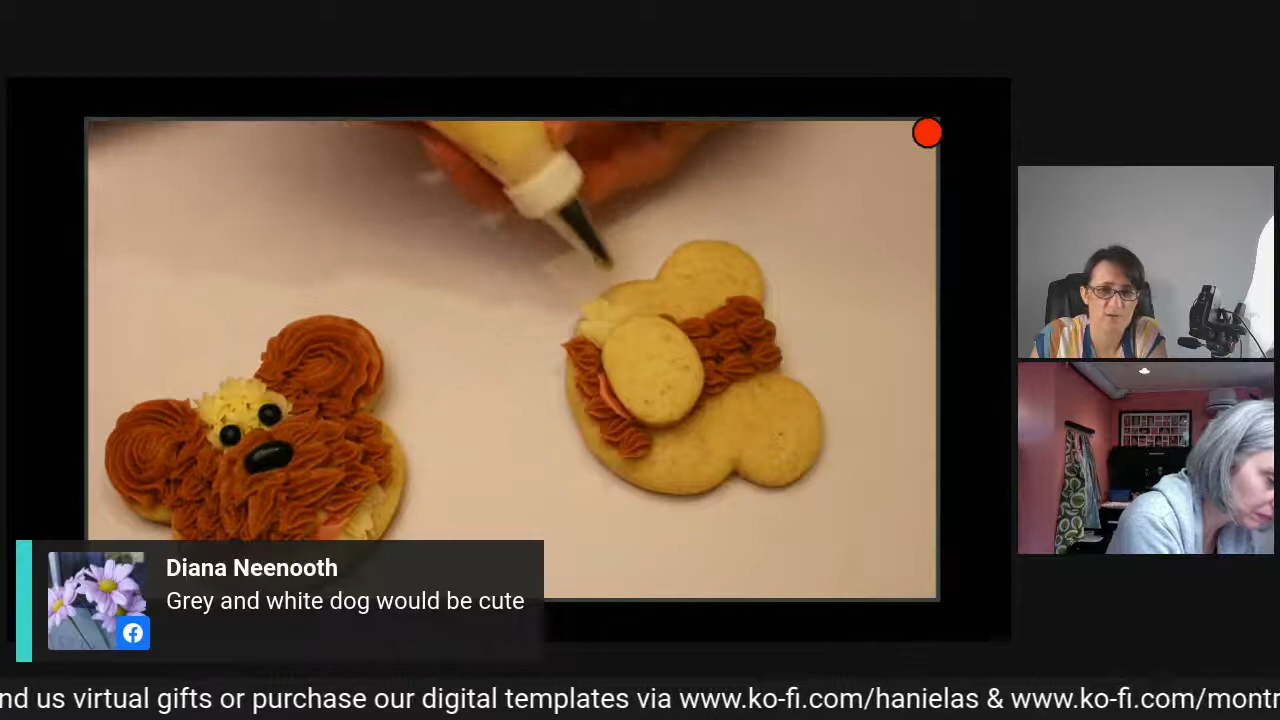 Diana Neenooth
Grey and white dog would be cute
nd us virtual gifts or purchase our digital templates via www.ko-fi.com/hanielas & www.ko-fi.com/montr